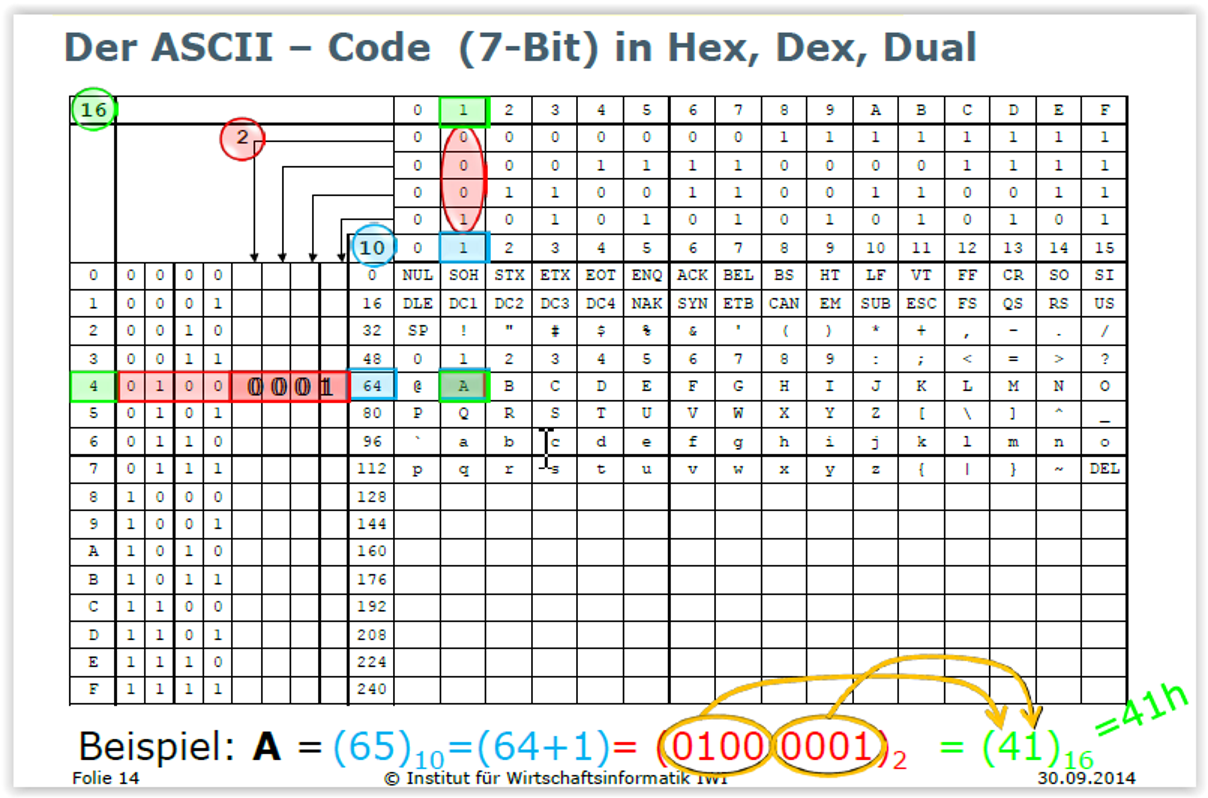 Der ASCII – Code (7-Bit) in Hex, Dex, Dual
16 0 1 2 3 4 5 6 7 8 9 A B C D E F
2 0 0 0 0 0 0 0 0 1 1 1 1 1 1 1 1
0 0 0 0 1 1 1 1 0 0 0 0 1 1 1 1
0 0 1 1 0 0 1 1 0 0 1 1 0 0 1 1
0 1 0 1 0 1 0 1 0 1 0 1 0 1 0 1
10 0 1 2 3 4 5 6 7 8 9 10 11 12 13 14 15
0 0 0 0 0 0 NUL SOH STX ETX EOT ENQ ACK BEL BS HT LF VT FF CR SO SI
1 0 0 0 1 16 DLE DC1 DC2 DC3 DC4 NAK SYN ETB CAN EM SUB ESC FS QS RS US
2 0 0 1 0 32 SP ! " # $ % & ' ( ) * + , - . /
3 0 0 1 1 48 0 1 2 3 4 5 6 7 8 9 : ; < = > ?
4 0 1 0 0 0001 64 @ A B C D E F G H I J K L M N O
5 0 1 0 1 80 P Q R S T U V W X Y Z [ \ ] ^ _
6 0 1 1 0 96 ` a b c d e f g h i j k l m n o
7 0 1 1 1 112 p q r s t u v w x y z { | } ~ DEL
8 1 0 0 0 128
9 1 0 0 1 144
A 1 0 1 0 160
B 1 0 1 1 176
C 1 1 0 0 192
D 1 1 0 1 208
E 1 1 1 0 224
F 1 1 1 1 240
Beispiel: A = (65)10=(64+1)= (0100 0001)2 = (41)16 =41h
Folie 14 © Institut für Wirtschaftsinformatik IWI 30.09.2014